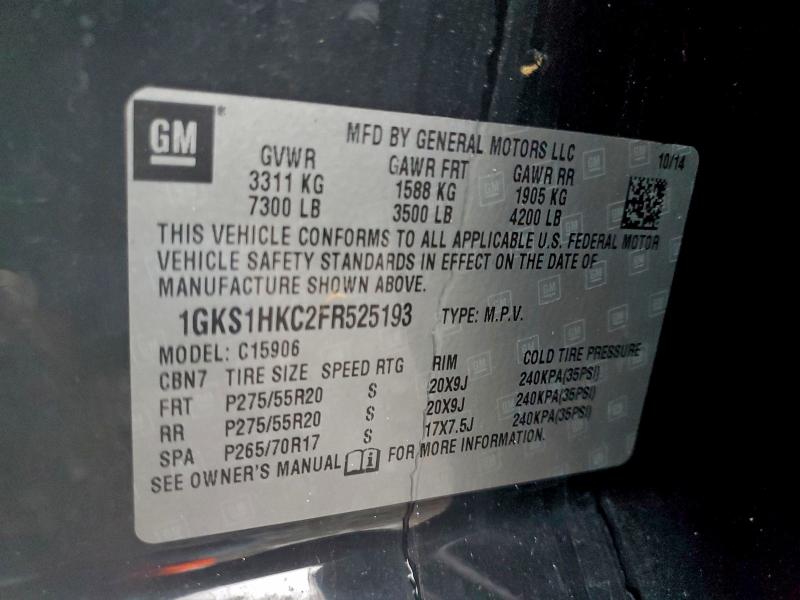 GM
MFD BY GENERAL MOTORS LLC
10/14
GVWR GAWR FRT GAWR RR
3311 KG 1588 KG 1905 KG
7300 LB 3500 LB 4200 LB
THIS VEHICLE CONFORMS TO ALL APPLICABLE U.S. FEDERAL MOTOR
VEHICLE SAFETY STANDARDS IN EFFECT ON THE DATE OF
MANUFACTURE SHOWN ABOVE.
1GKS1HKC2FR525193 TYPE: M.P.V.
MODEL: C15906
CBN7 TIRE SIZE SPEED RTG RIM COLD TIRE PRESSURE
FRT P275/55R20 S 20X9J 240KPA(35PSI)
RR P275/55R20 S 20X9J 240KPA(35PSI)
SPA P265/70R17 S 17X7.5J 240KPA(35PSI)
SEE OWNER'S MANUAL i FOR MORE INFORMATION.